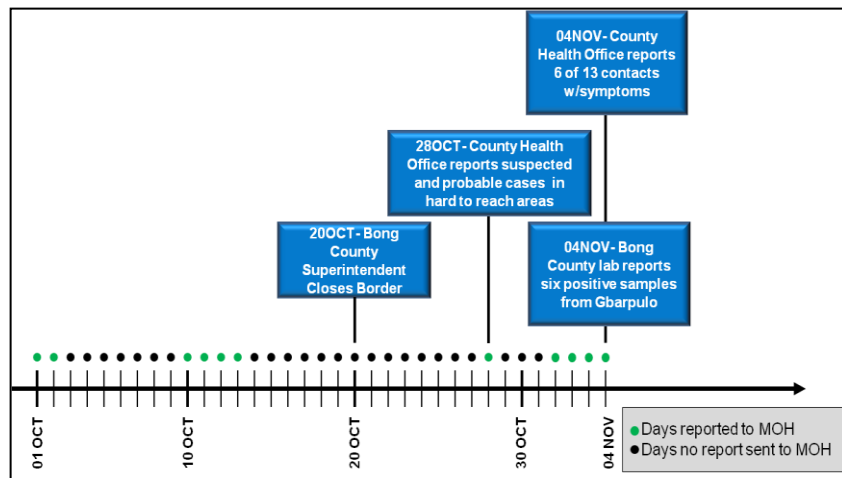 04NOV- County
Health Office reports
6 of 13 contacts
w/symptoms
28OCT- County Health
Office reports suspected
and probable cases in
hard to reach areas
20OCT- Bong
County
Superintendent
Closes Border
04NOV- Bong
County lab reports
six positive samples
from Gbarpulo
01 OCT
10 OCT
20 OCT
30 OCT
04 NOV
Days reported to MOH
Days no report sent to MOH